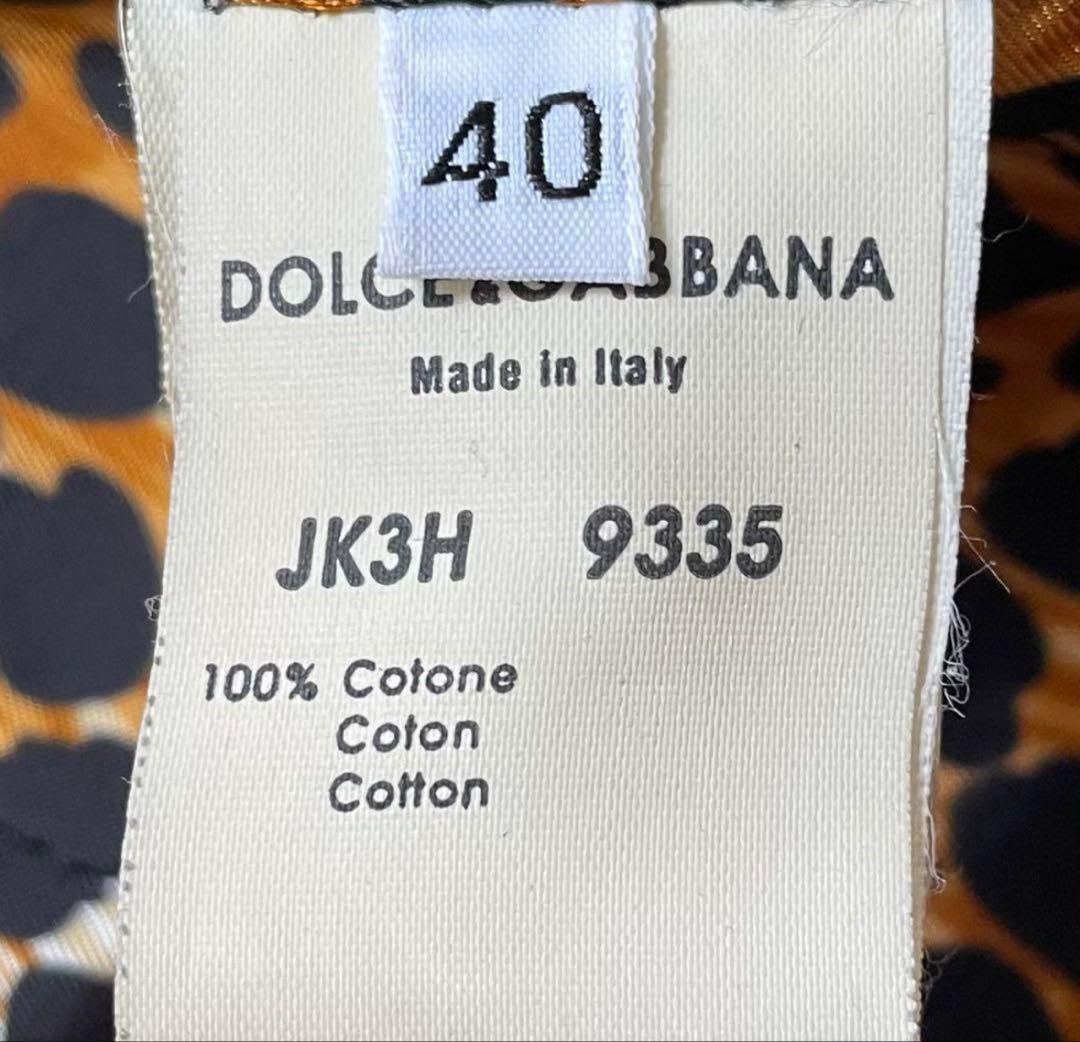 40
DOLCE & GABBANA
Made in Italy
JK3H 9335
100% Cotone
Coton
Cotton